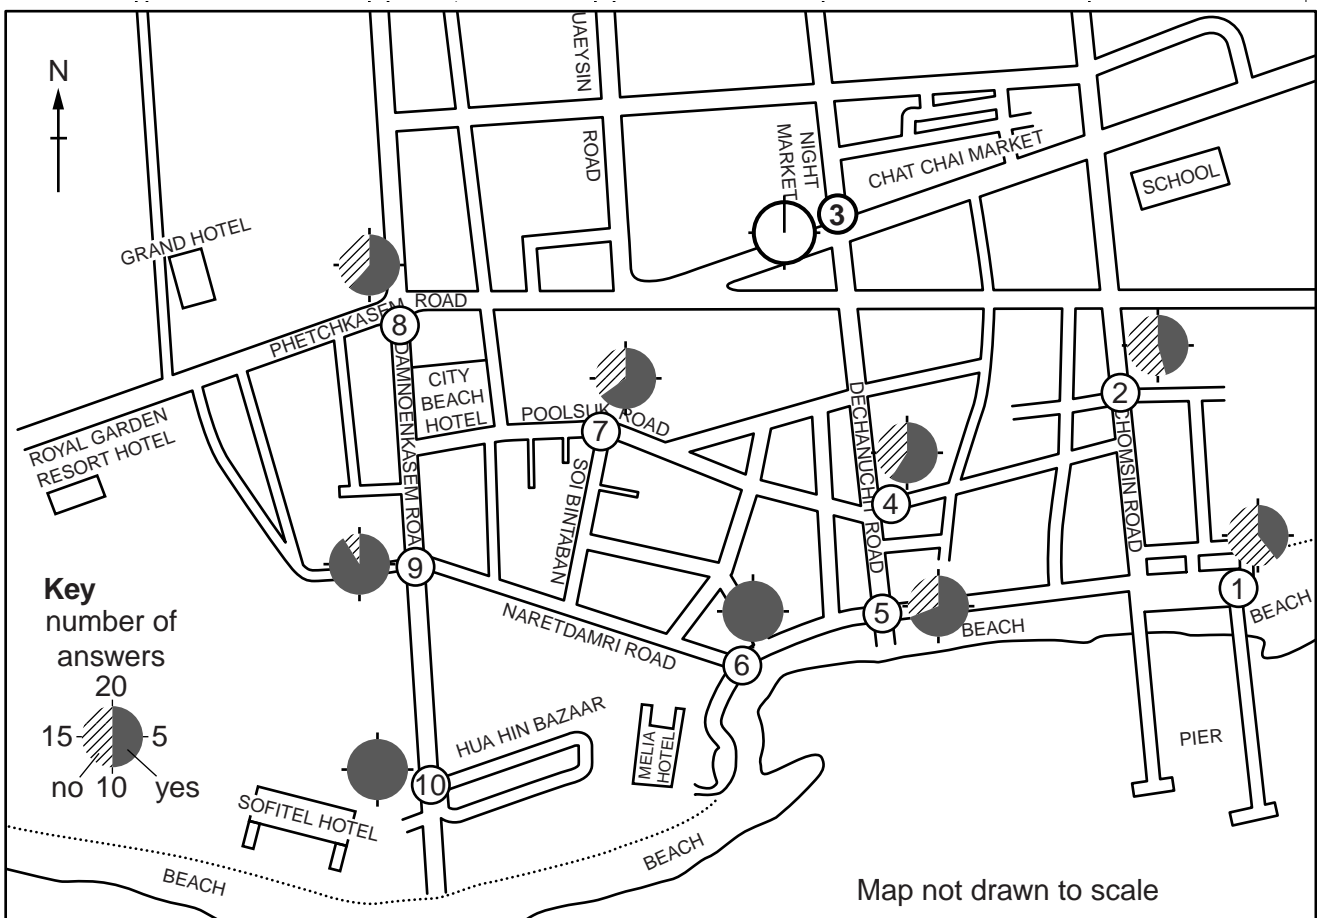 N
UAEYSIN
ROAD
NIGHT
MARKET
CHAT CHAI MARKET
SCHOOL
3
GRAND HOTEL
PHETCHKASEM ROAD
8
DAMNOENKASEM ROA
CITY
BEACH
HOTEL
POOLSUK ROAD
7
SOI BINTABAN
DECHANUCHIT ROAD
4
2
CHOMSIN ROAD
ROYAL GARDEN
RESORT HOTEL
9
NARETDAMRI ROAD
6
5
BEACH
1
BEACH
Key
number of
answers
20
15
5
no
10
yes
HUA HIN BAZAAR
10
MELIA
HOTEL
PIER
SOFITEL HOTEL
BEACH
BEACH
Map not drawn to scale